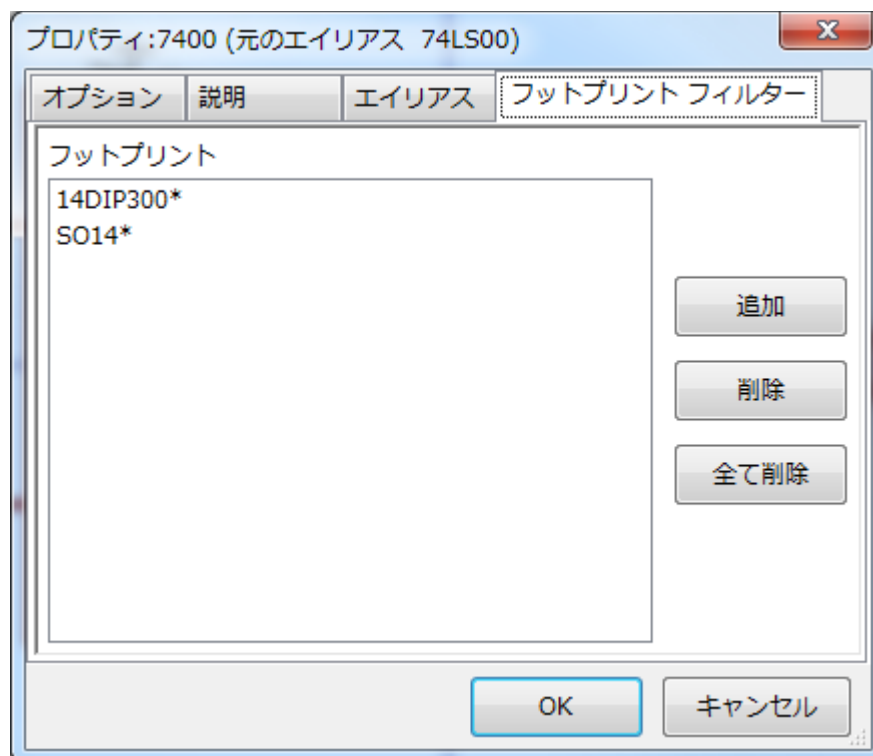 プロパティ:7400 (元のエイリアス 74LS00)
x
オプション 説明 エイリアス フットプリント フィルター
フットプリント
14DIP300*
SO14*
追加
削除
全て削除
OK キャンセル